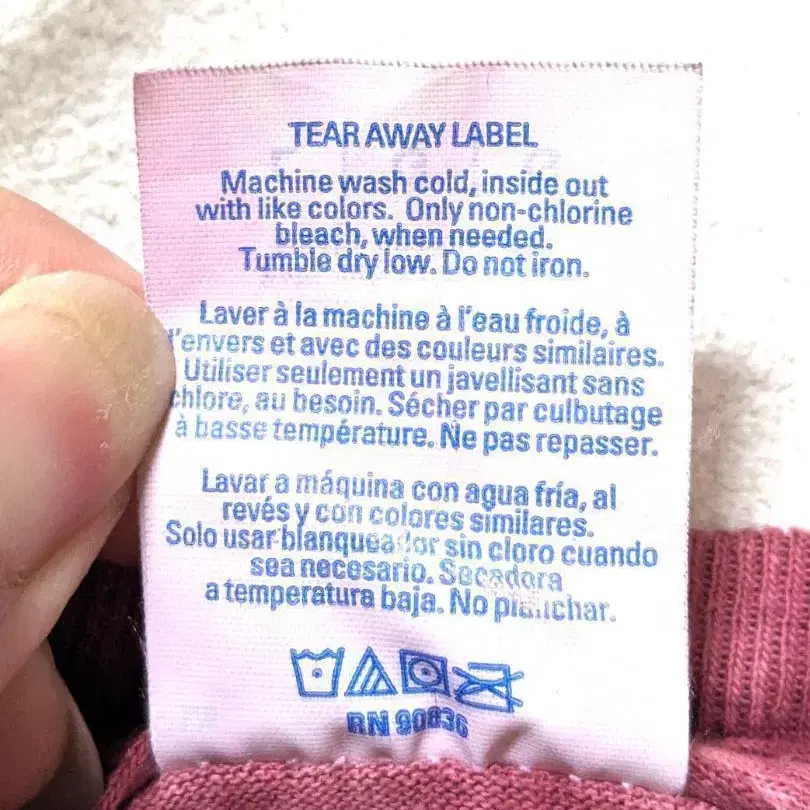 TEAR AWAY LABEL
Machine wash cold, inside out
with like colors. Only non-chlorine
bleach, when needed.
Tumble dry low. Do not iron.
Laver à la machine à l'eau froide, à
l'envers et avec des couleurs similaires.
Utiliser seulement un javellisant sans
chlore, au besoin. Sécher par culbutage
à basse température. Ne pas repasser.
Lavar a máquina con agua fría, al
revés y con colores similares.
Solo usar blanqueador sin cloro cuando
sea necesario. Secadora
a temperatura baja. No planchar.
RN 90836